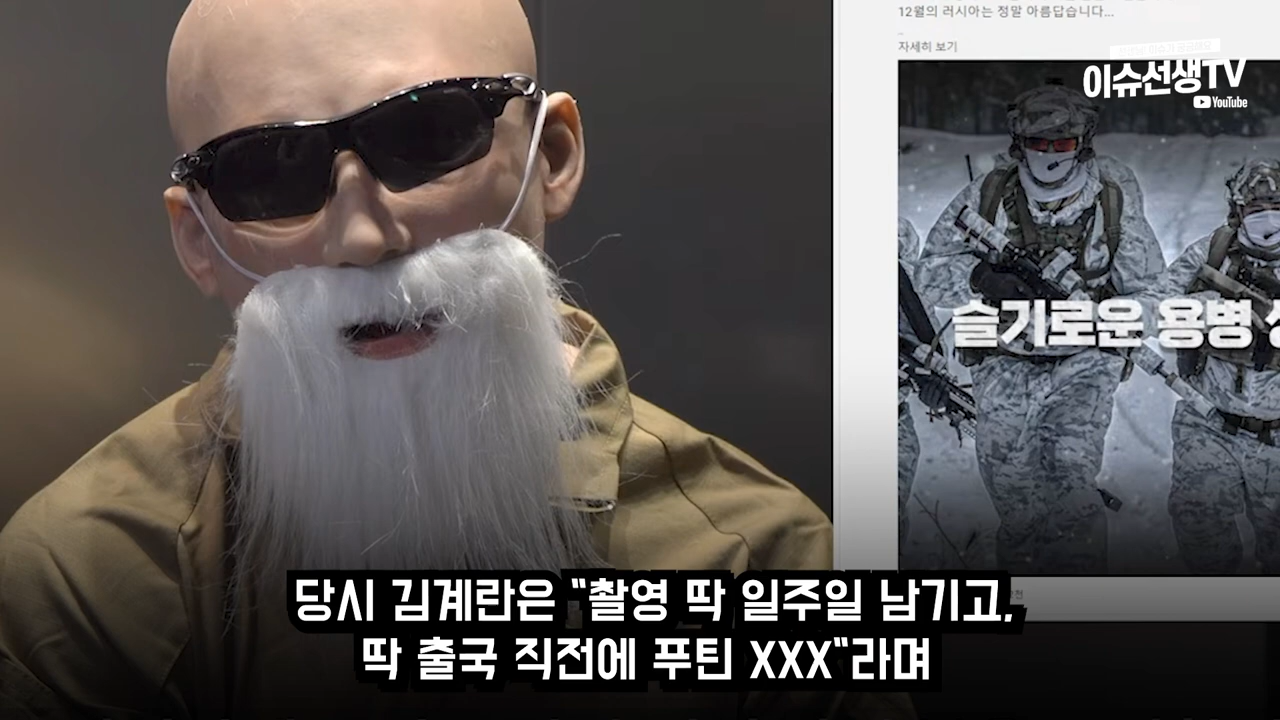 12월의 러시아는 정말 아름답습니다...
자세히 보기
이슈선생TV
YouTube
슬기로운 용병
당시 김계란은 "촬영 딱 일주일 남기고,
딱 출국 직전에 푸틴 XXX"라며